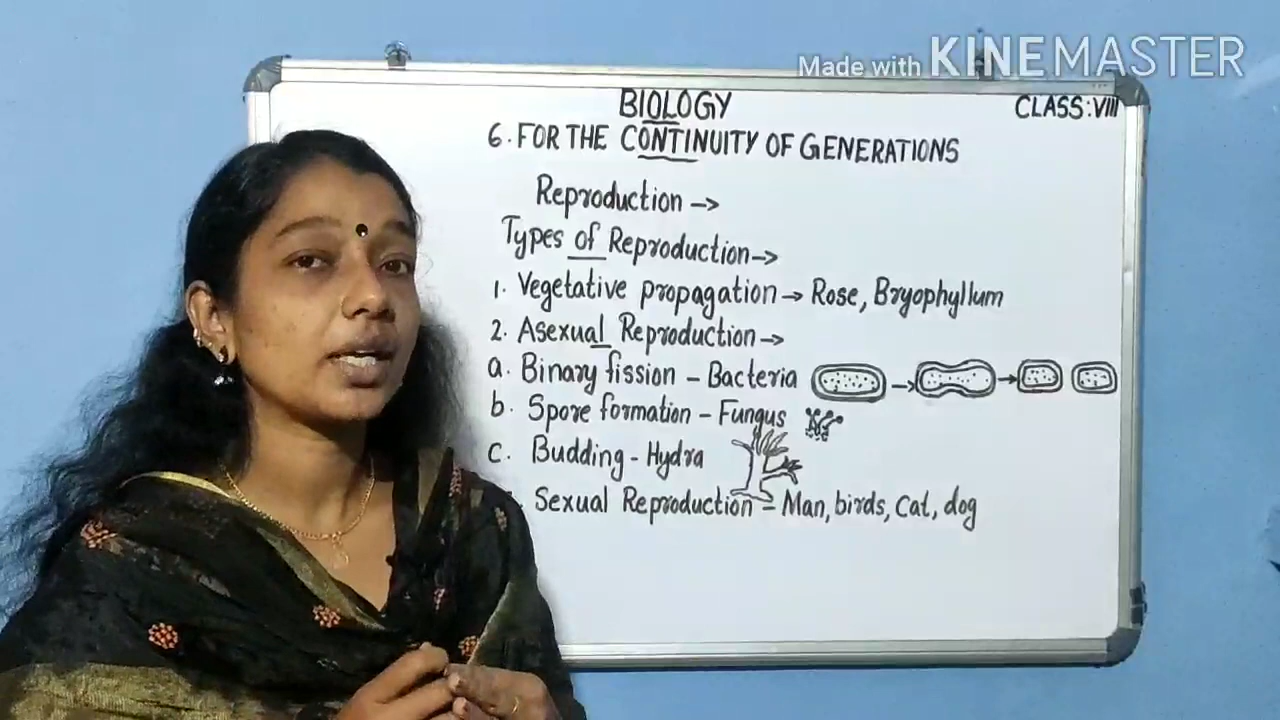 Made with KINEMASTER
BIOLOGY
CLASS:VIII
6. FOR THE CONTINUITY OF GENERATIONS
Reproduction →
Types of Reproduction →
1. Vegetative propagation → Rose, Bryophyllum
2. Asexual Reproduction →
a. Binary fission - Bacteria
b. Spore formation - Fungus
c. Budding - Hydra
Sexual Reproduction - Man, birds, Cat, dog